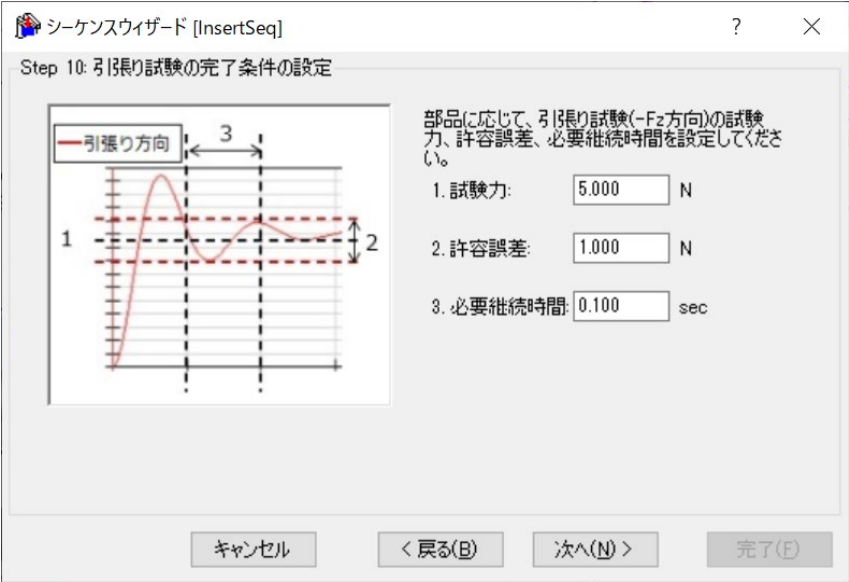 シーケンスウィザード [InsertSeq]
?
Step 10: 引張り試験の完了条件の設定
引張り方向
3
1
2
部品に応じて、引張り試験(-Fz方向)の試験
力、許容誤差、必要継続時間を設定してくださ
い。
1. 試験力: 5.000 N
2. 許容誤差: 1.000 N
3. 必要継続時間: 0.100 sec
キャンセル
< 戻る(B)
次へ(N) >
完了(F)